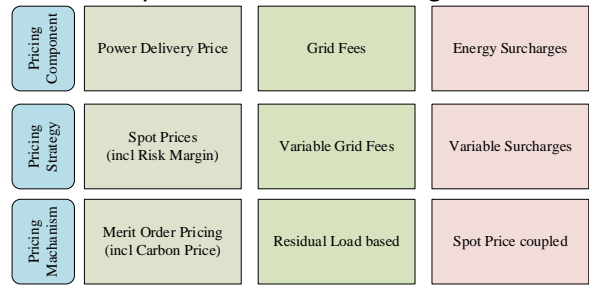 Pricing
Component
Power Delivery Price
Grid Fees
Energy Surcharges
Pricing
Strategy
Spot Prices
(incl Risk Margin)
Variable Grid Fees
Variable Surcharges
Pricing
Machanism
Merit Order Pricing
(incl Carbon Price)
Residual Load based
Spot Price coupled